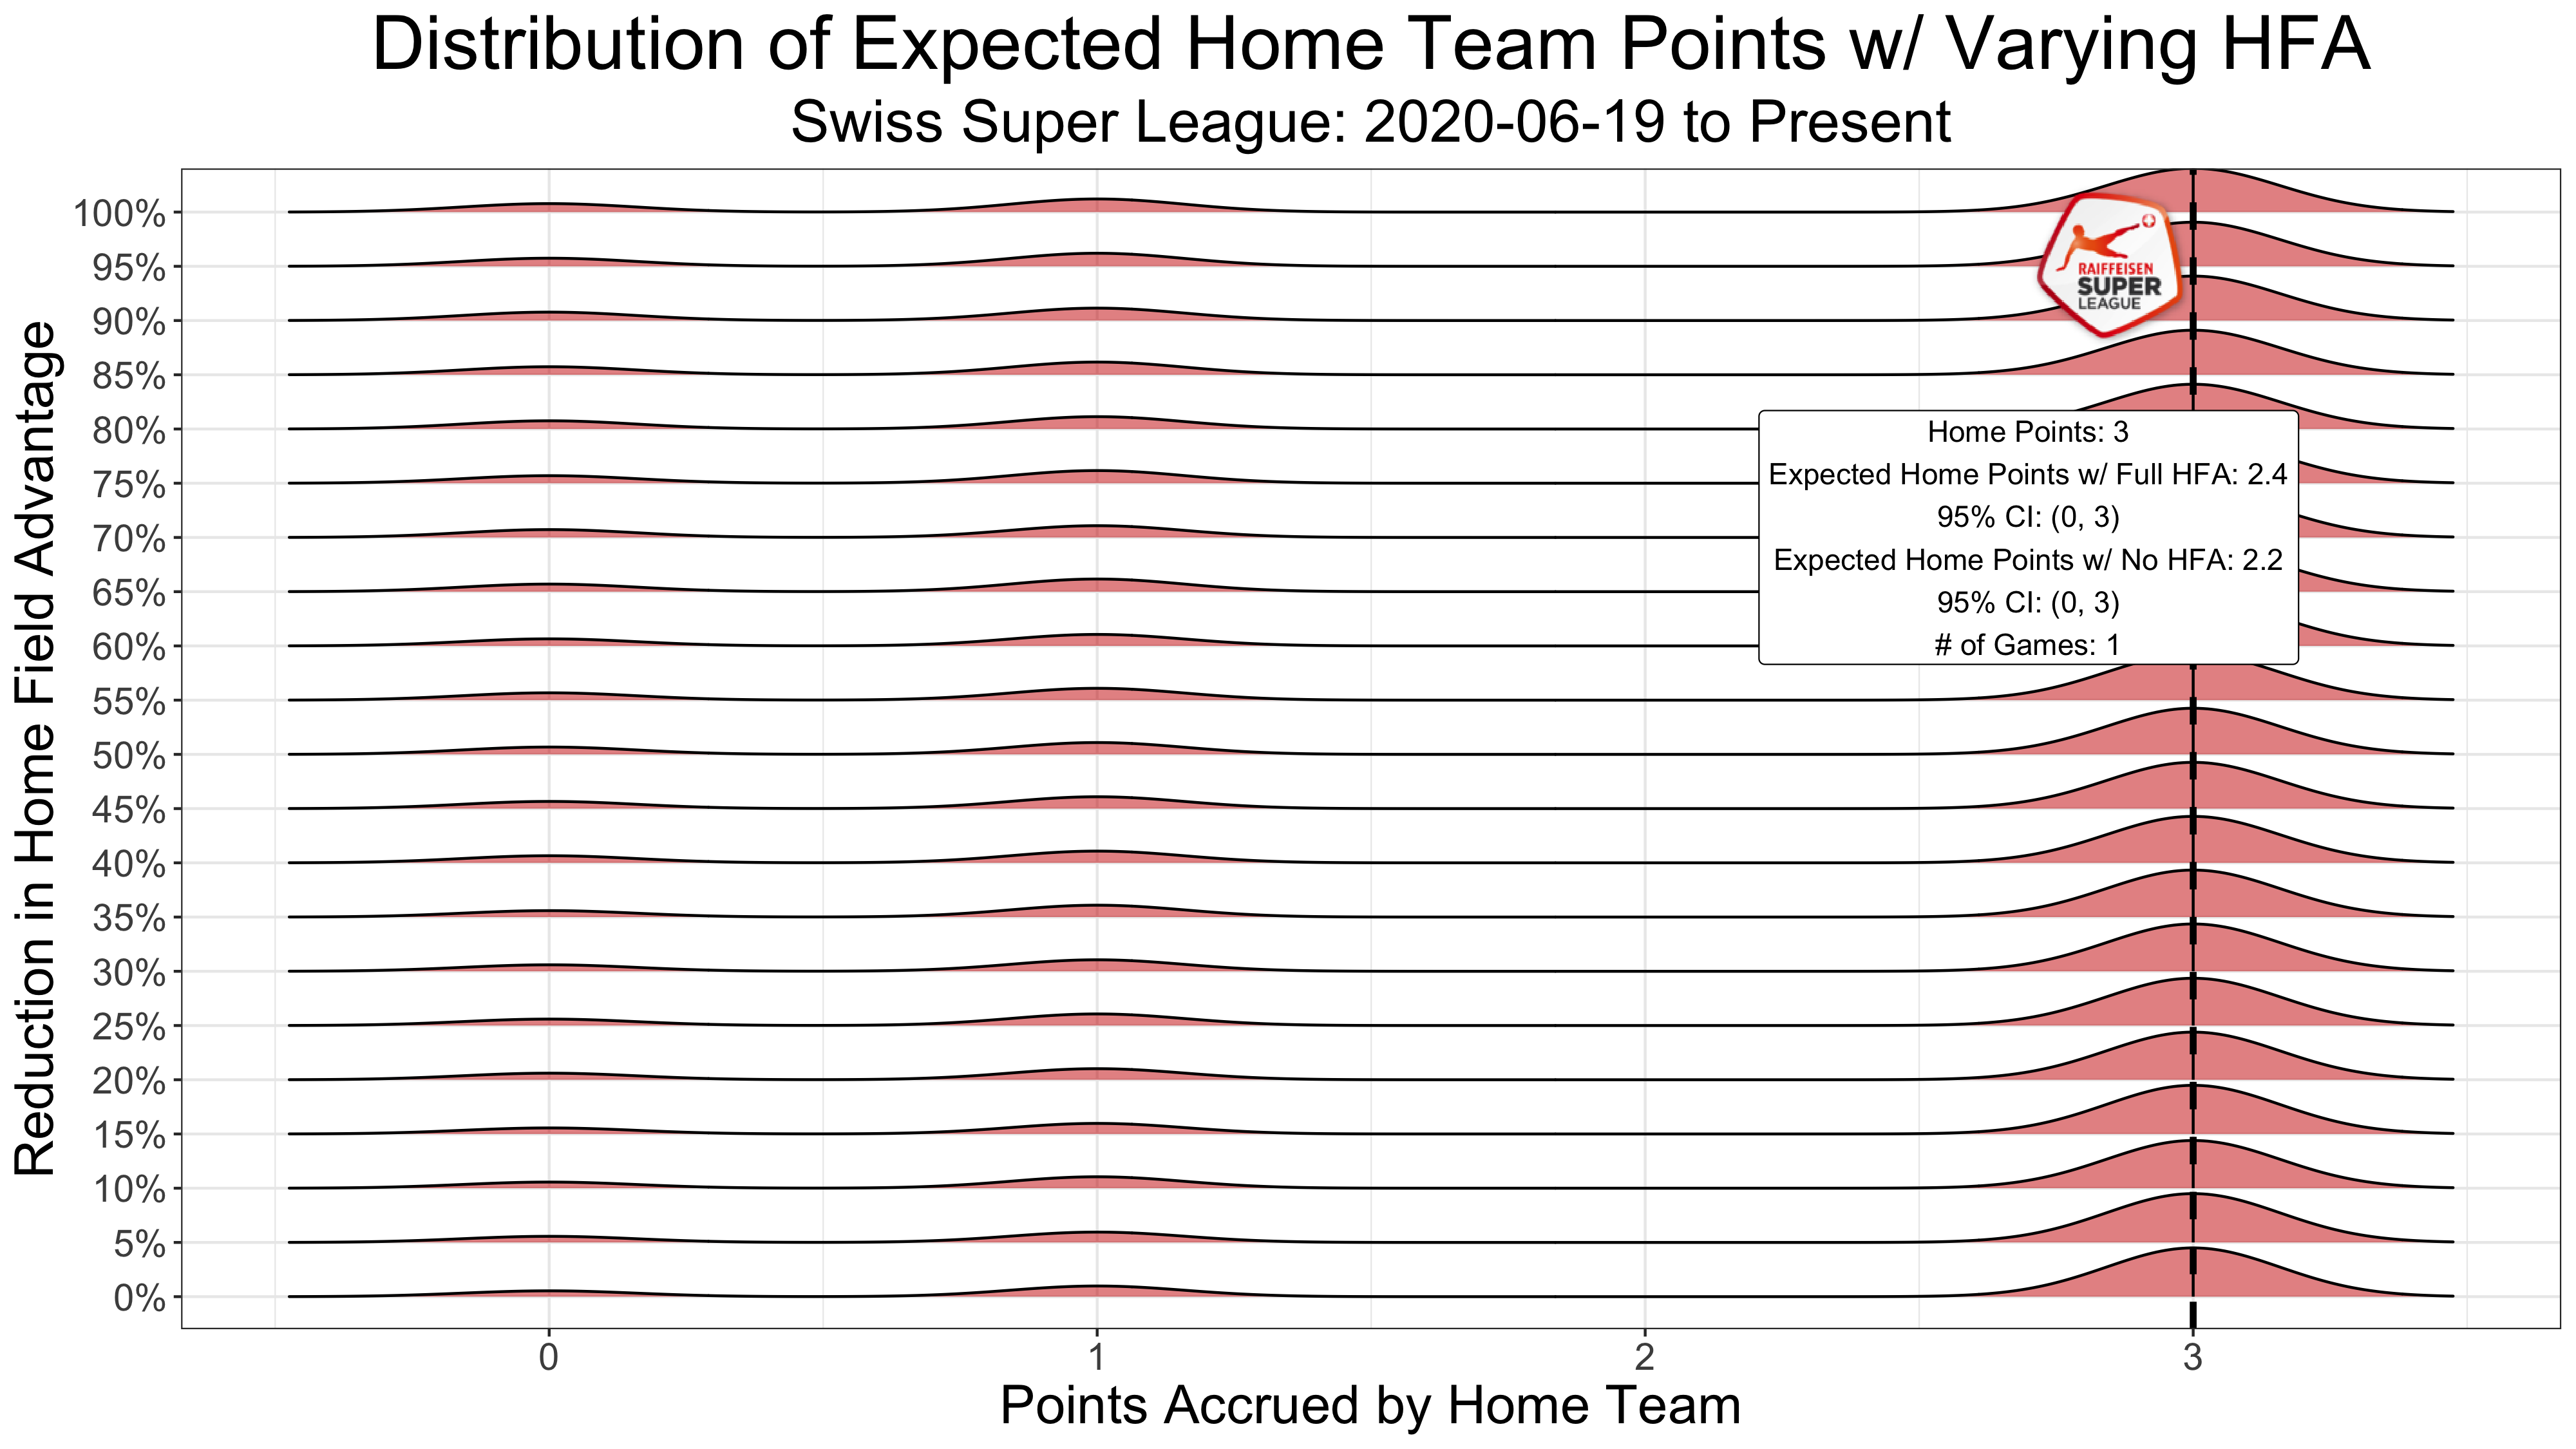 Distribution of Expected Home Team Points w/ Varying HFA
Swiss Super League: 2020-06-19 to Present
Reduction in Home Field Advantage
100%
95%
90%
85%
80%
75%
70%
65%
60%
55%
50%
45%
40%
35%
30%
25%
20%
15%
10%
5%
0%
RAIFFEISEN
SUPER
LEAGUE
Home Points: 3
Expected Home Points w/ Full HFA: 2.4
95% CI: (0, 3)
Expected Home Points w/ No HFA: 2.2
95% CI: (0, 3)
# of Games: 1
0 1 2 3
Points Accrued by Home Team